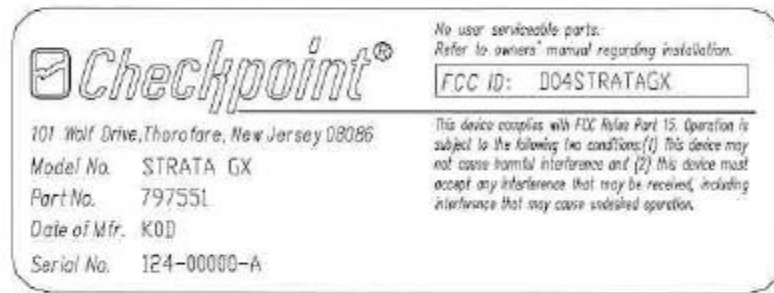 Checkpoint®
101 Wolf Drive, Thorofare, New Jersey 08086
Model No. STRATA GX
Part No. 797551
Date of Mfr. K0D
Serial No. 124-00000-A
No user serviceable parts.
Refer to owners' manual regarding installation.
FCC ID: DO4STRATAGX
This device complies with FCC Rules Part 15. Operation is
subject to the following two conditions:(1) This device may
not cause harmful interference and (2) this device must
accept any interference that may be received, including
interference that may cause undesired operation.